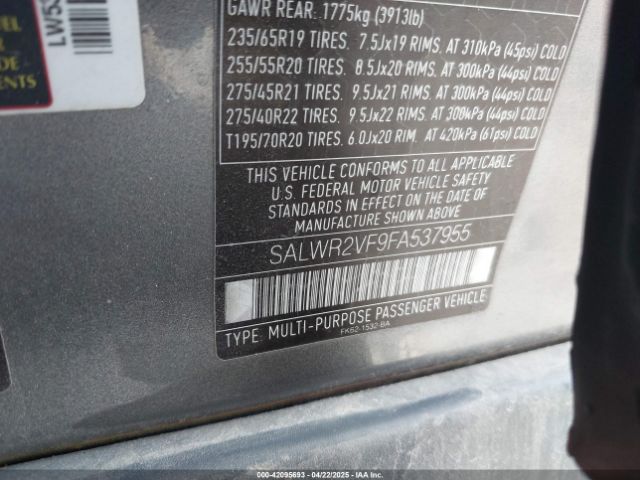 GAWR REAR: 1775kg (3913lb)
235/65R19 TIRES. 7.5Jx19 RIMS. AT 310kPa (45psi) COLD
255/55R20 TIRES. 8.5Jx20 RIMS. AT 300kPa (44psi) COLD
275/45R21 TIRES. 9.5Jx21 RIMS. AT 300kPa (44psi) COLD
275/40R22 TIRES. 9.5Jx22 RIMS. AT 300kPa (44psi) COLD
T195/70R20 TIRES. 6.0Jx20 RIM. AT 420kPa (61psi) COLD
THIS VEHICLE CONFORMS TO ALL APPLICABLE
U.S. FEDERAL MOTOR VEHICLE SAFETY
STANDARDS IN EFFECT ON THE DATE OF
MANUFACTURE SHOWN ABOVE.
SALWR2VF9FA537955
TYPE: MULTI-PURPOSE PASSENGER VEHICLE
FK62-1532-BA
000-42095693 - 04/22/2025 - IAAI.COM